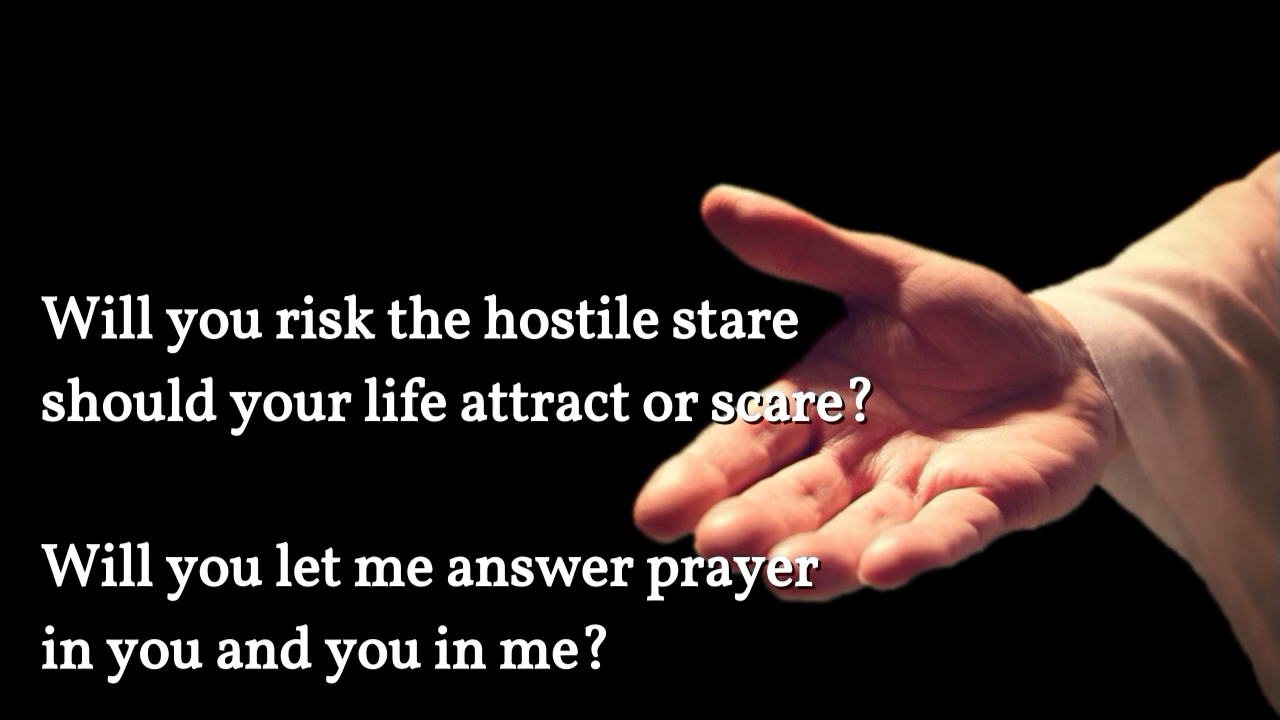 Will you risk the hostile stare
should your life attract or scare?
Will you let me answer prayer
in you and you in me?